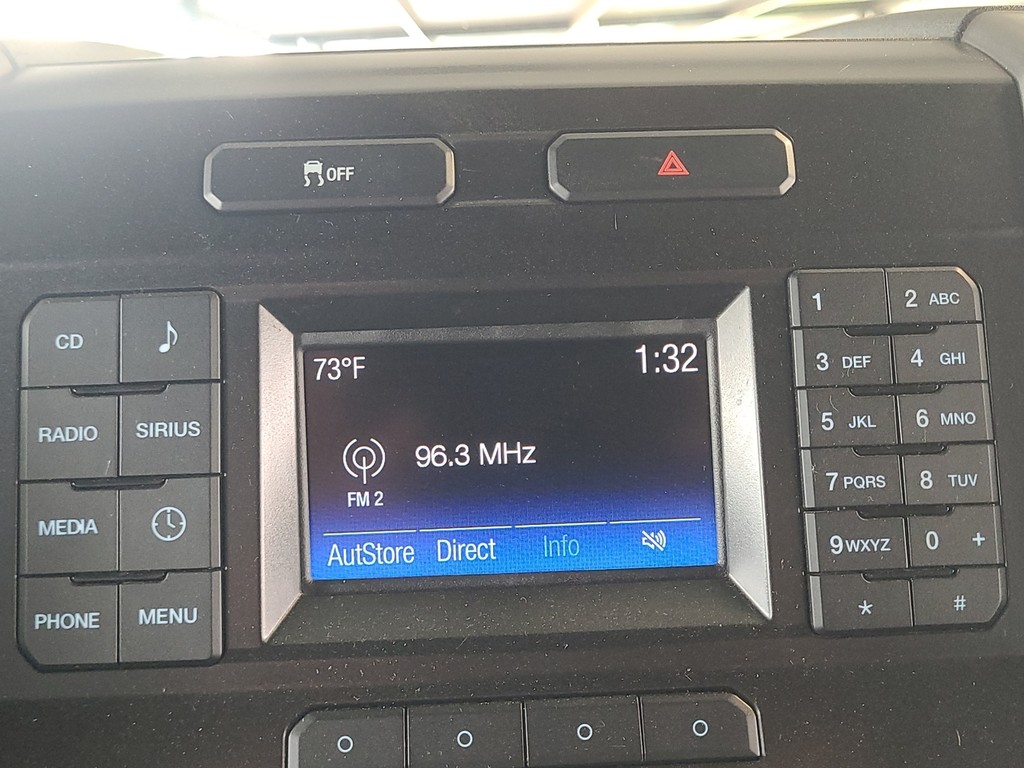 OFF
CD
RADIO SIRIUS
MEDIA
PHONE MENU
73°F 1:32
96.3 MHz
FM 2
AutStore Direct Info
1 2 ABC
3 DEF 4 GHI
5 JKL 6 MNO
7 PQRS 8 TUV
9 WXYZ 0 +
* #